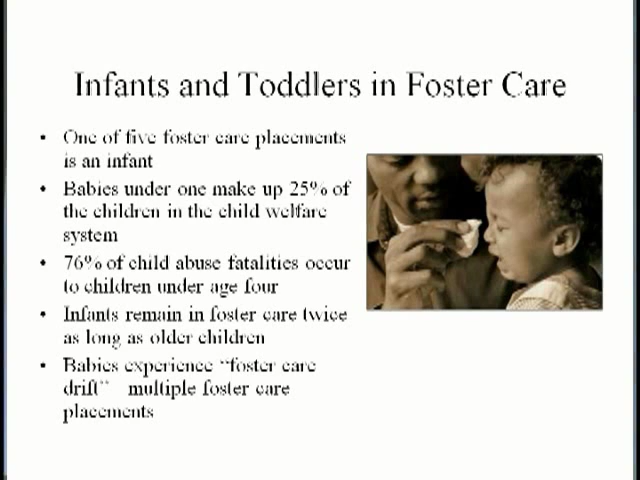 Infants and Toddlers in Foster Care
• One of five foster care placements
is an infant
• Babies under one make up 25% of
the children in the child welfare
system
• 76% of child abuse fatalities occur
to children under age four
• Infants remain in foster care twice
as long as older children
• Babies experience “foster care
drift” multiple foster care
placements